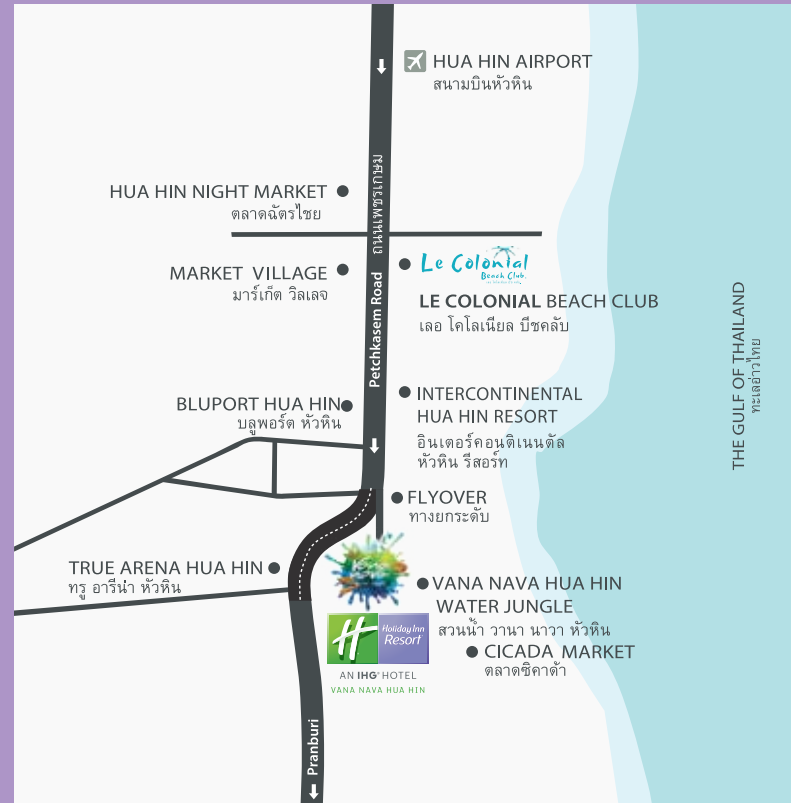 HUA HIN AIRPORT
สนามบินหัวหิน
ถนนเพชรเกษม
HUA HIN NIGHT MARKET
ตลาดฉัตรไชย
MARKET VILLAGE
มาร์เก็ต วิลเลจ
Le Colonial
Beach Club
LE COLONIAL BEACH CLUB
เลอ โคโลเนียล บีชคลับ
Petchkasem Road
THE GULF OF THAILAND
ทะเลอ่าวไทย
BLUPORT HUA HIN
บลูพอร์ต หัวหิน
INTERCONTINENTAL
HUA HIN RESORT
อินเตอร์คอนติเนนตัล
หัวหิน รีสอร์ท
FLYOVER
ทางยกระดับ
TRUE ARENA HUA HIN
ทรู อารีน่า หัวหิน
VANA NAVA HUA HIN
WATER JUNGLE
สวนน้ำ วานา นาวา หัวหิน
H Holiday Inn
Resort
AN IHG® HOTEL
VANA NAVA HUA HIN
CICADA MARKET
ตลาดซิคาด้า
Pranburi